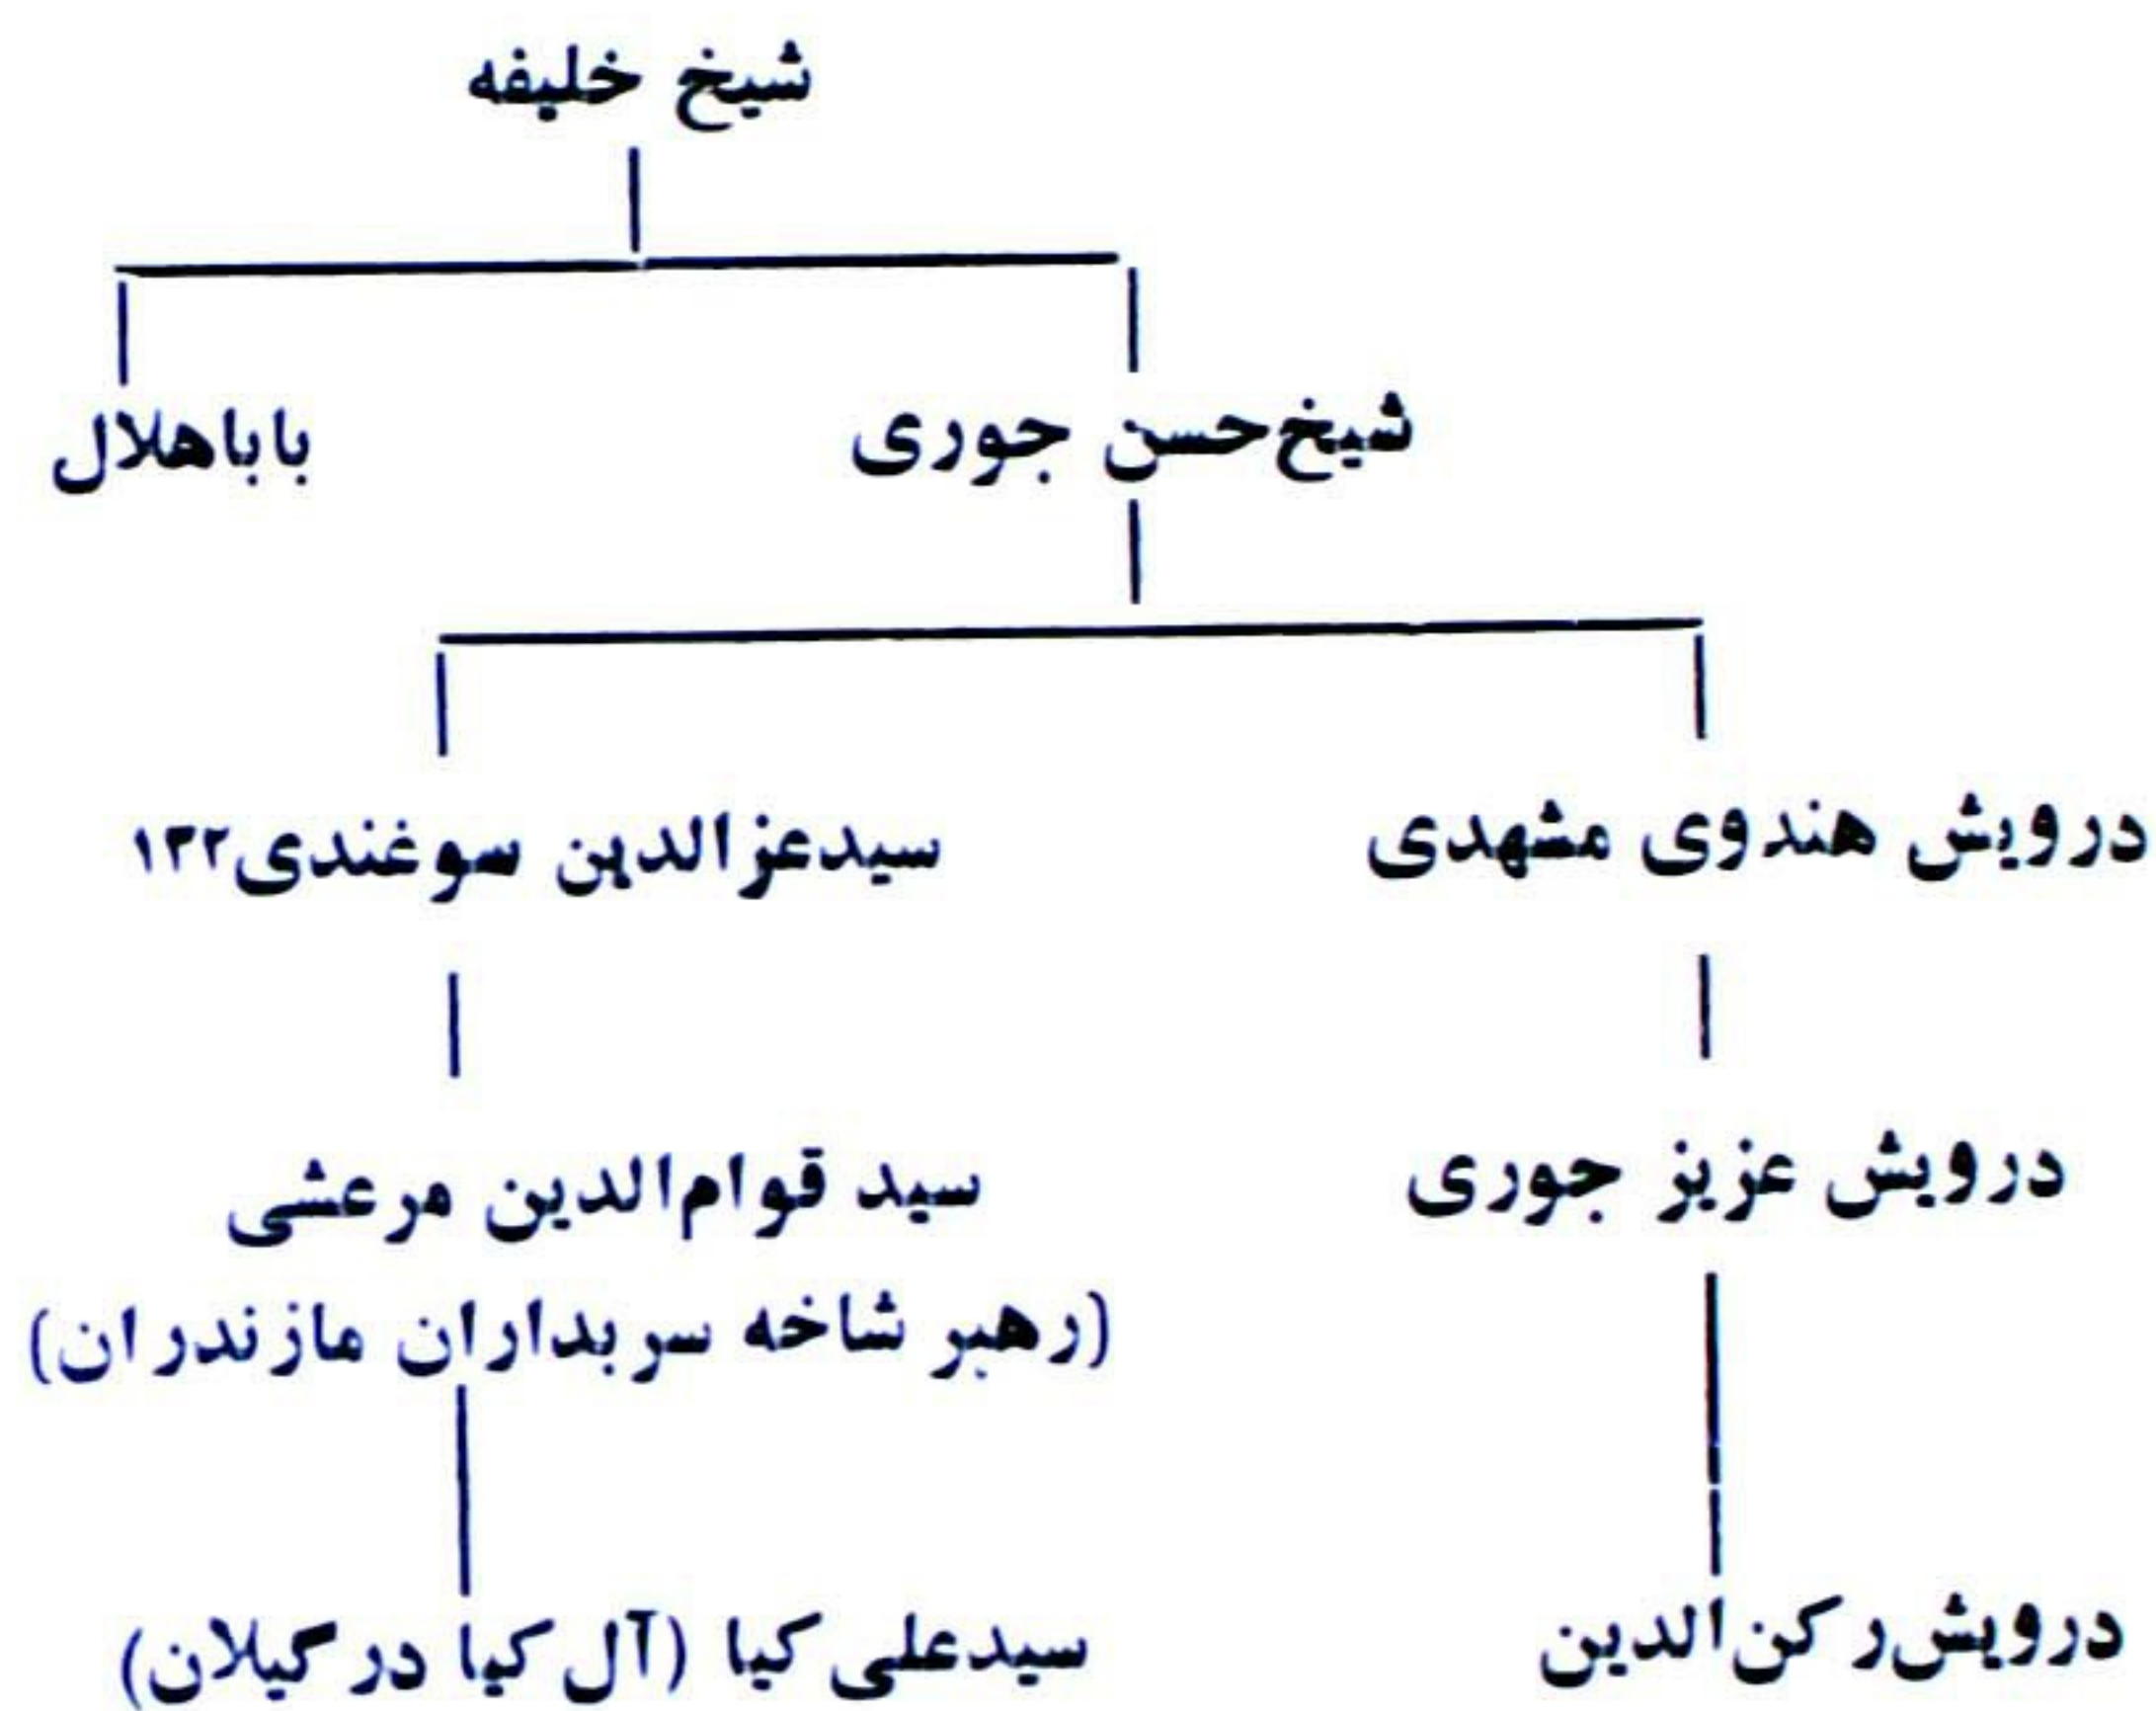 شیخ خلیفه
شیخ‌حسن جوری
باباهلال
درویش هندوی مشهدی
سیدعزالدین سوغندی۱۳۲
درویش عزیز جوری
سید قوام‌الدین مرعشی
(رهبر شاخه سربداران مازندران)
درویش‌رکن‌الدین
سیدعلی‌کیا (آل‌کیا در گیلان)